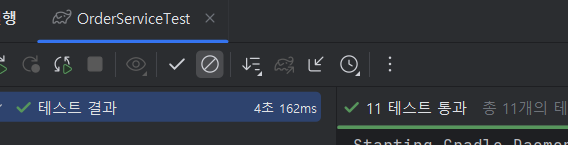 행
OrderServiceTest
테스트 결과
4초 162ms
11 테스트 통과
총 11개의 테
Starting Gradle Daemon